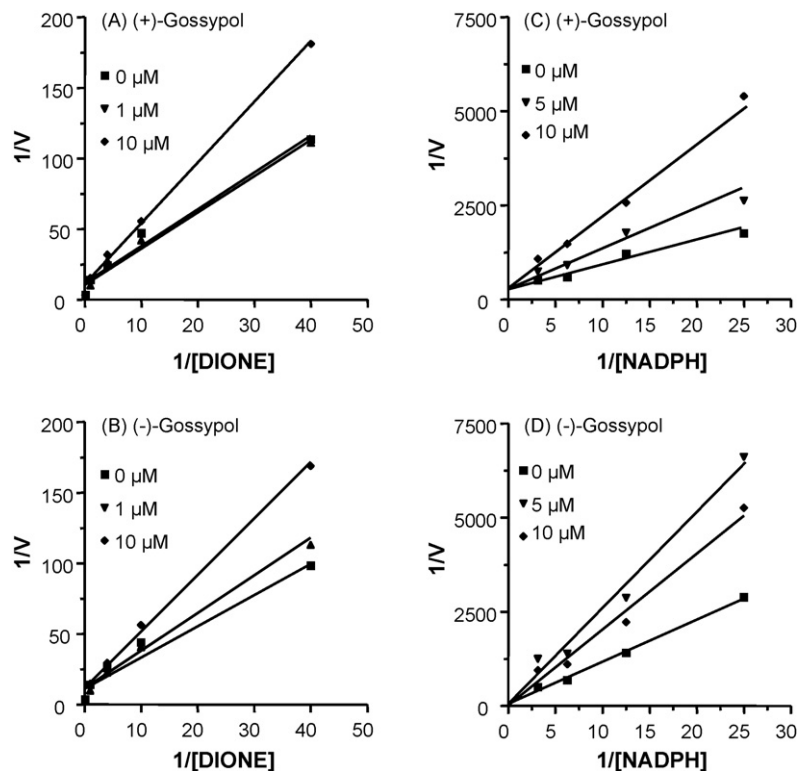 (A) (+)-Gossypol
200
175
150
125
100
75
50
25
0
1/V
■ 0 µM
▼ 1 µM
◆ 10 µM
0 10 20 30 40 50
1/[DIONE]
(C) (+)-Gossypol
7500
5000
2500
0
1/V
■ 0 µM
▼ 5 µM
◆ 10 µM
0 5 10 15 20 25 30
1/[NADPH]
(B) (-)-Gossypol
200
150
100
50
0
1/V
■ 0 µM
▼ 1 µM
◆ 10 µM
0 10 20 30 40 50
1/[DIONE]
(D) (-)-Gossypol
7500
5000
2500
0
1/V
■ 0 µM
▼ 5 µM
◆ 10 µM
0 5 10 15 20 25 30
1/[NADPH]